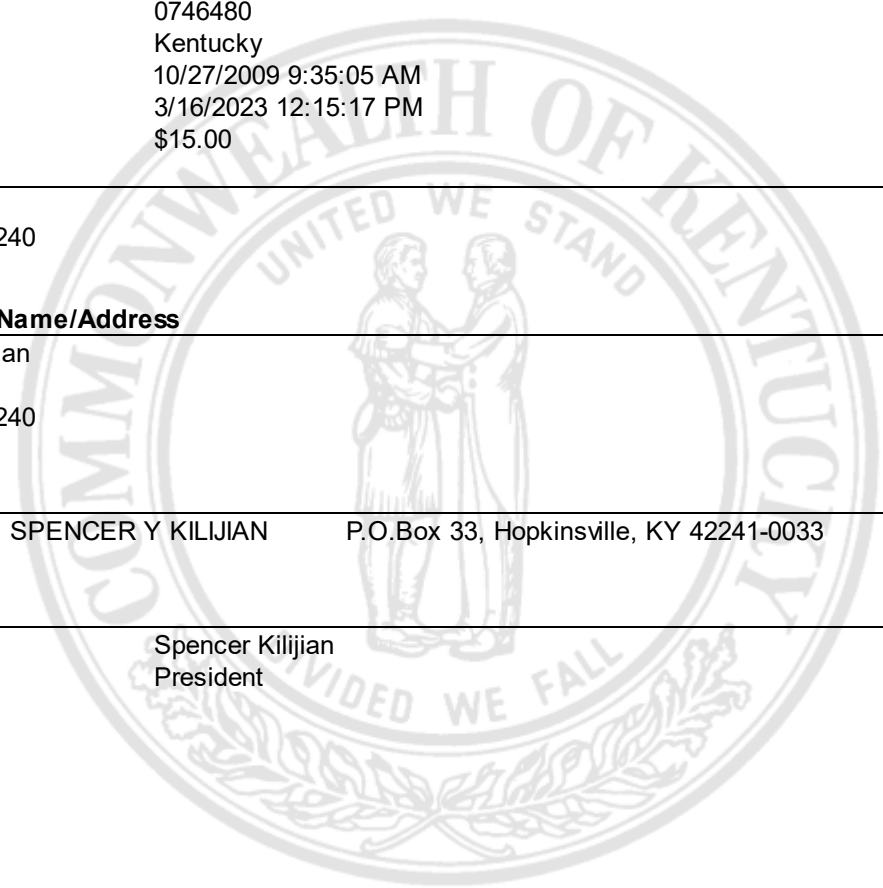 0746480
Kentucky
10/27/2009 9:35:05 AM
3/16/2023 12:15:17 PM
$15.00
240
Name/Address
an
240
SPENCER Y KILIJIAN P.O.Box 33, Hopkinsville, KY 42241-0033
Spencer Kilijian
President
COMMONWEALTH OF KENTUCKY
UNITED WE STAND
DIVIDED WE FALL